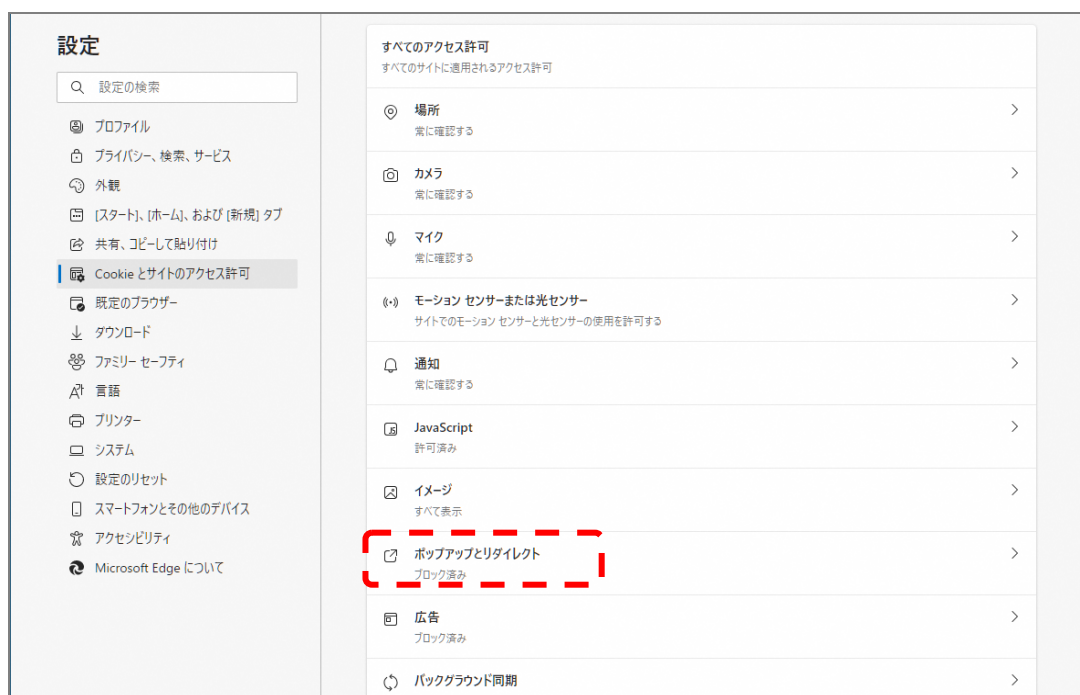 設定
設定の検索
プロファイル
プライバシー、検索、サービス
外観
[スタート]、[ホーム]、および [新規] タブ
共有、コピーして貼り付け
Cookie とサイトのアクセス許可
既定のブラウザー
ダウンロード
ファミリー セーフティ
言語
プリンター
システム
設定のリセット
スマートフォンとその他のデバイス
アクセシビリティ
Microsoft Edge について
すべてのアクセス許可
すべてのサイトに適用されるアクセス許可
場所
常に確認する
カメラ
常に確認する
マイク
常に確認する
モーション センサーまたは光センサー
サイトでのモーション センサーと光センサーの使用を許可する
通知
常に確認する
JavaScript
許可済み
イメージ
すべて表示
ポップアップとリダイレクト
ブロック済み
広告
ブロック済み
バックグラウンド同期